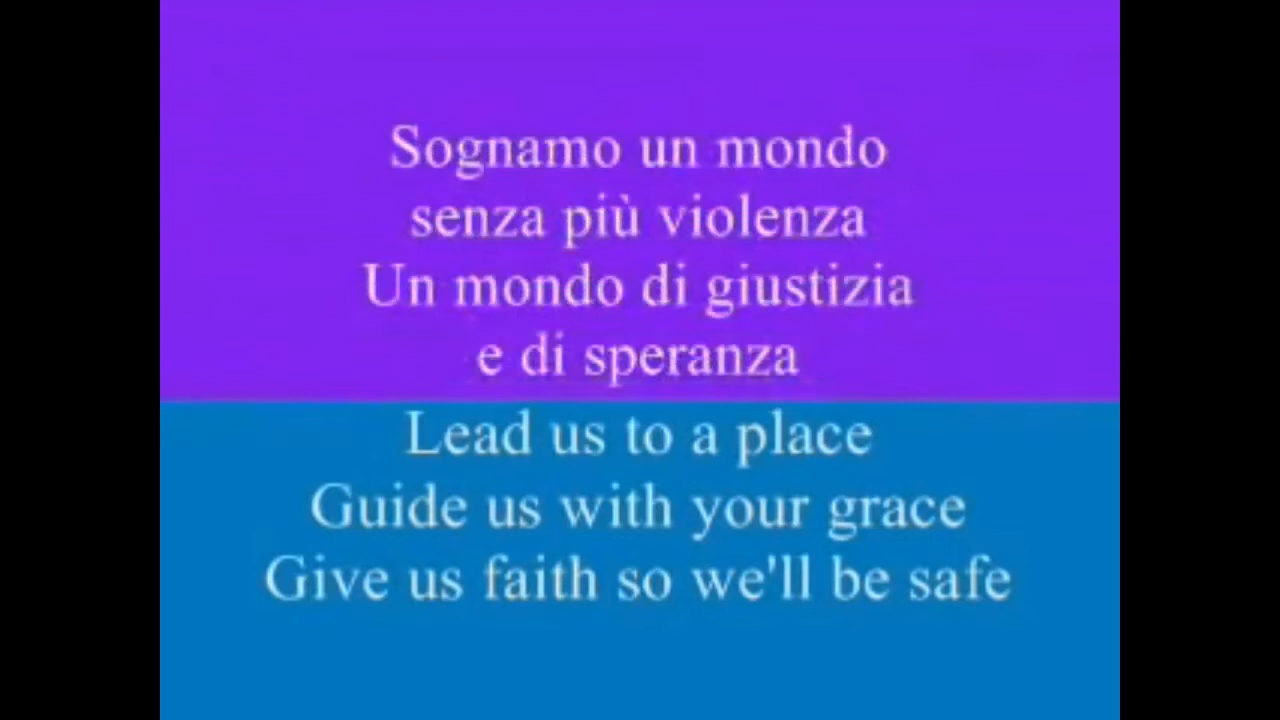 Sognamo un mondo
senza più violenza
Un mondo di giustizia
e di speranza
Lead us to a place
Guide us with your grace
Give us faith so we'll be safe